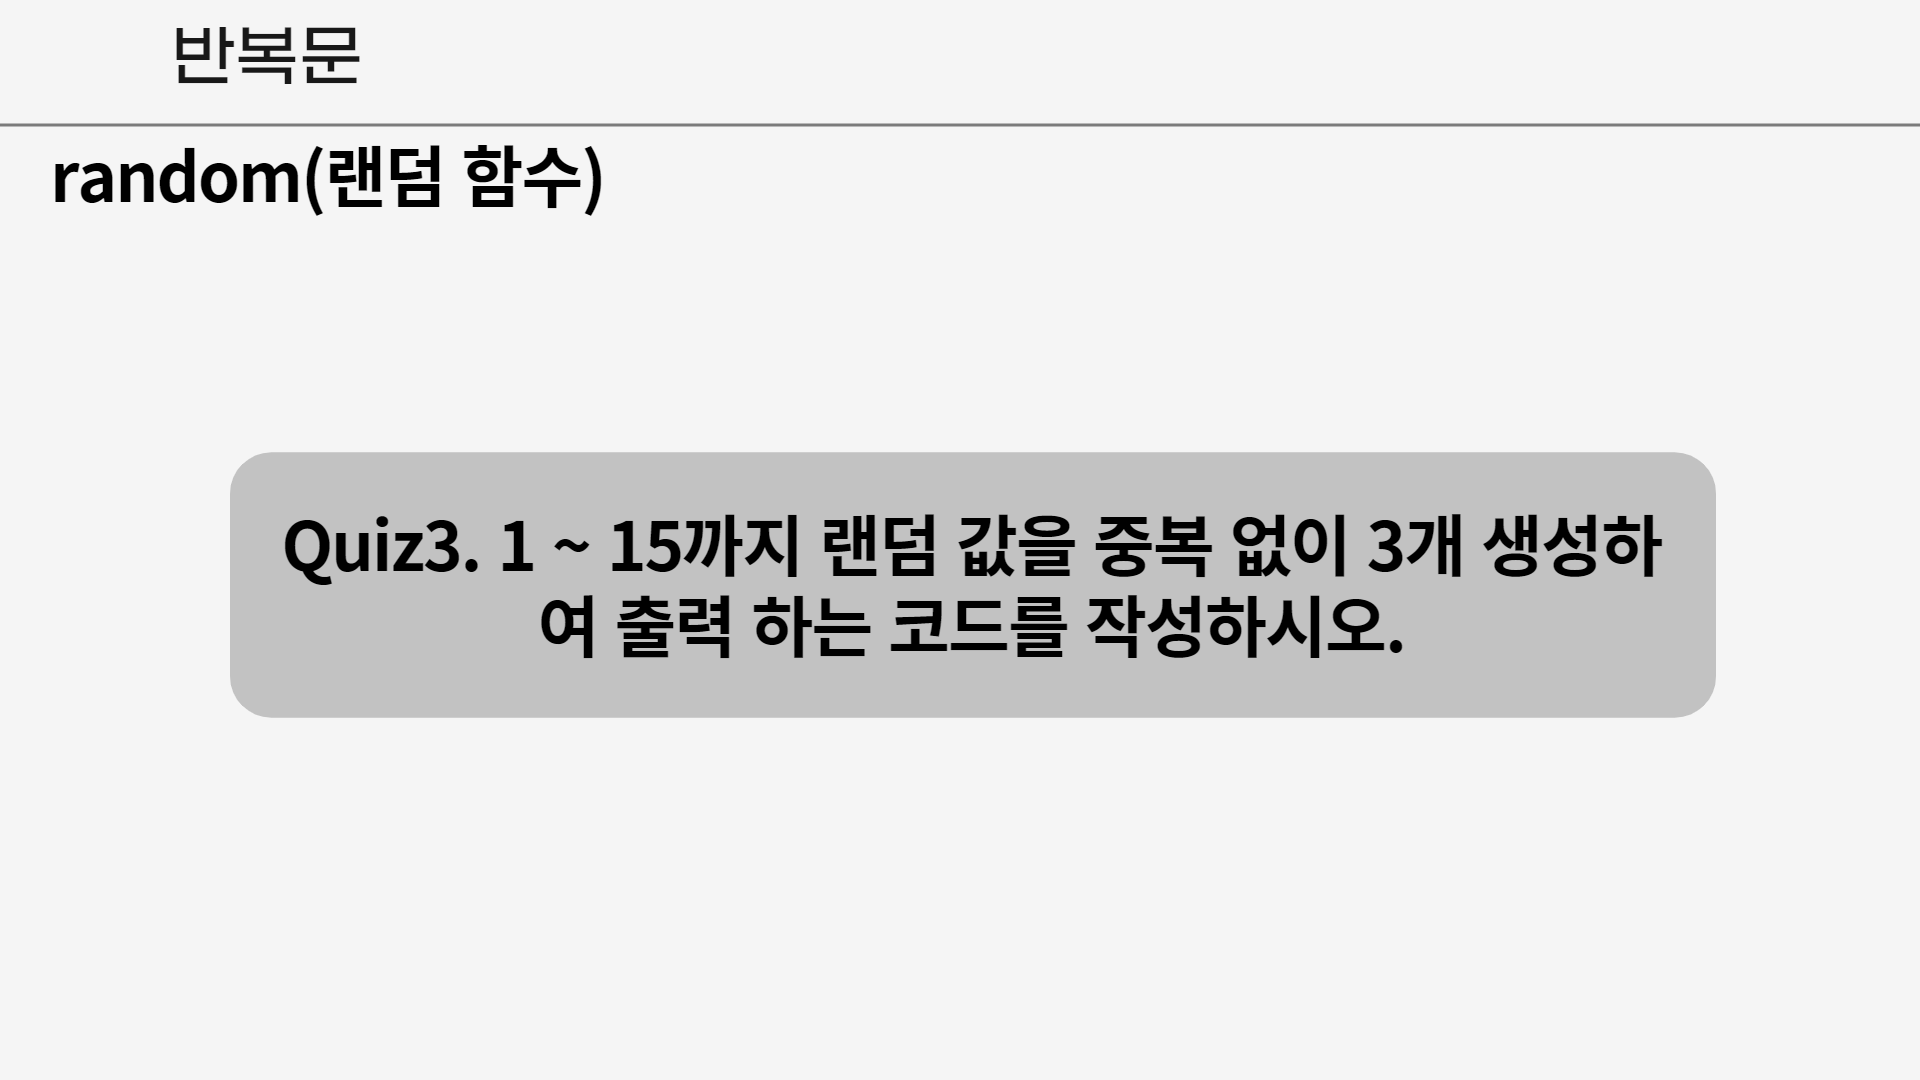 반복문
random(랜덤 함수)
Quiz3. 1 ~ 15까지 랜덤 값을 중복 없이 3개 생성하
여 출력 하는 코드를 작성하시오.